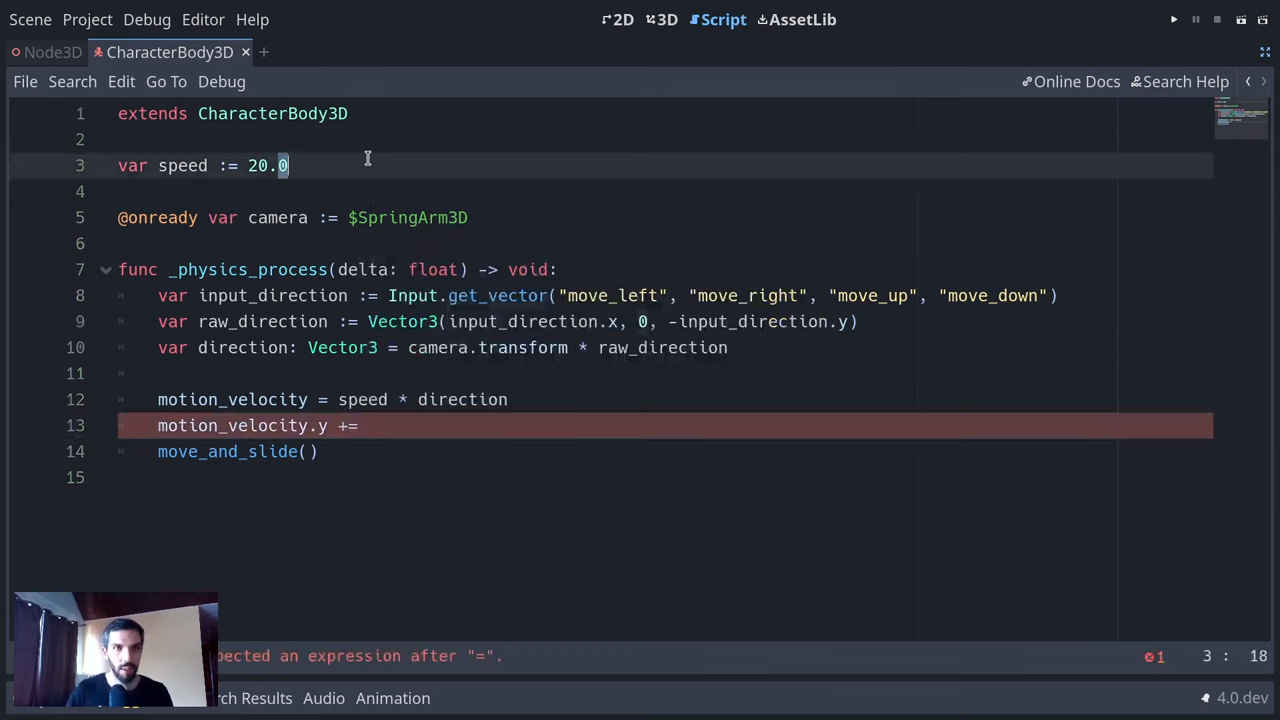 Scene Project Debug Editor Help 2D 3D Script AssetLib
Node3D CharacterBody3D
File Search Edit Go To Debug Online Docs Search Help
1 extends CharacterBody3D
2
3 var speed := 20.0
4
5 @onready var camera := $SpringArm3D
6
7 func _physics_process(delta: float) -> void:
8 var input_direction := Input.get_vector("move_left", "move_right", "move_up", "move_down")
9 var raw_direction := Vector3(input_direction.x, 0, -input_direction.y)
10 var direction: Vector3 = camera.transform * raw_direction
11
12 motion_velocity = speed * direction
13 motion_velocity.y +=
14 move_and_slide()
15
pected an expression after "=". 1 3 : 18
rch Results Audio Animation 4.0.dev